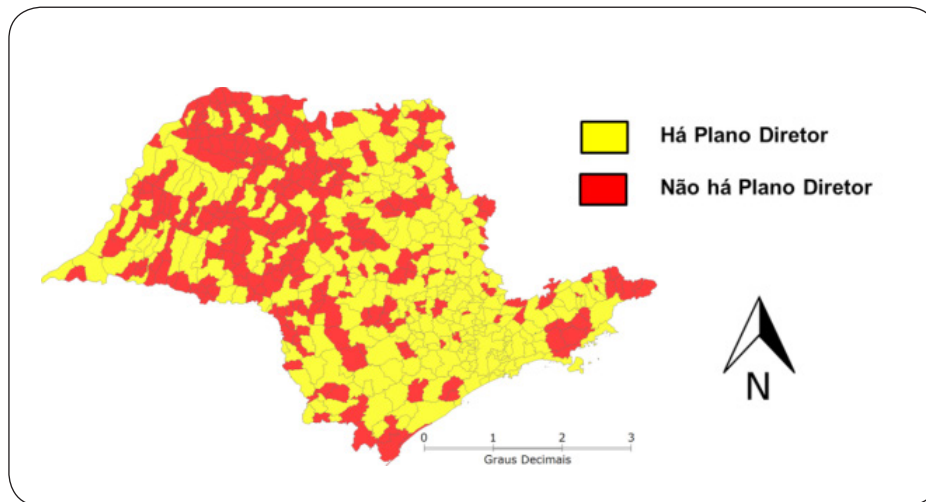 Há Plano Diretor
Não há Plano Diretor
N
0 1 2 3
Graus Decimais